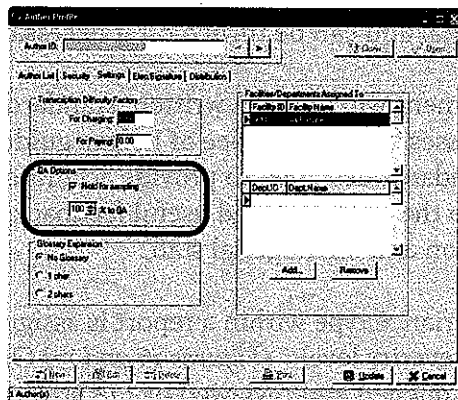 Author Profile
Author ID:
Close
Open
Author List Security Settings Elec. Signature Distribution
Transcription Difficulty Factor
For Charging:
For Paying: 0.00
QA Options
Hold for sampling
100 % to QA
Glossary Expansion
No Glossary
1 char
2 chars
Facilities/Departments Assigned To
Facility ID Facility Name
Dept. ID Dept. Name
Add... Remove
New Edit Delete Print Update Cancel
1 Author(s)